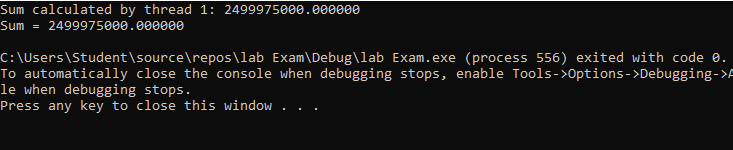 Sum calculated by thread 1: 2499975000.000000
Sum = 2499975000.000000
C:\Users\Student\source\repos\lab Exam\Debug\lab Exam.exe (process 556) exited with code 0.
To automatically close the console when debugging stops, enable Tools->Options->Debugging->A
le when debugging stops.
Press any key to close this window . . .